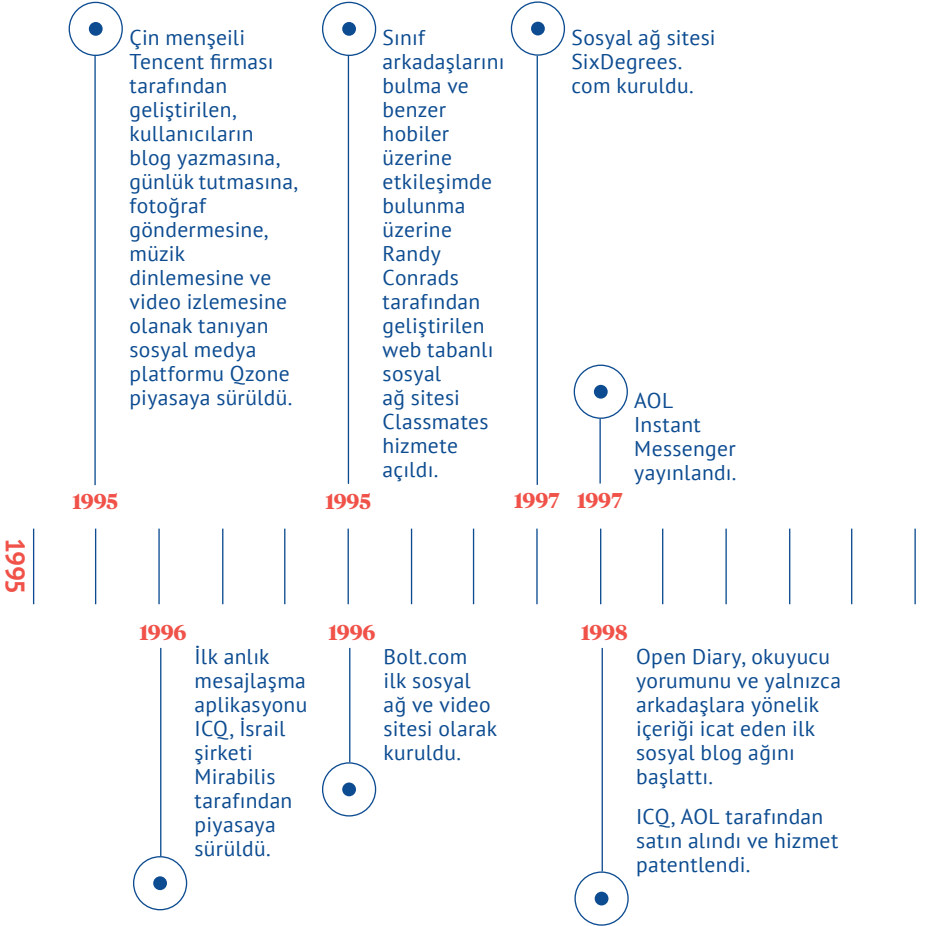 Çin menşeili
Tencent firması
tarafından
geliştirilen,
kullanıcıların
blog yazmasına,
günlük tutmasına,
fotoğraf
göndermesine,
müzik
dinlemesine ve
video izlemesine
olanak tanıyan
sosyal medya
platformu Qzone
piyasaya sürüldü.
1995
Sınıf
arkadaşlarını
bulma ve
benzer
hobiler
üzerine
etkileşimde
bulunma
üzerine
Randy
Conrads
tarafından
geliştirilen
web tabanlı
sosyal
ağ sitesi
Classmates
hizmete
açıldı.
1995
Sosyal ağ sitesi
SixDegrees.
com kuruldu.
1997
AOL
Instant
Messenger
yayınlandı.
1997
1995
1996
İlk anlık
mesajlaşma
aplikasyonu
ICQ, İsrail
şirketi
Mirabilis
tarafından
piyasaya
sürüldü.
1996
Bolt.com
ilk sosyal
ağ ve video
sitesi olarak
kuruldu.
1998
Open Diary, okuyucu
yorumunu ve yalnızca
arkadaşlara yönelik
içeriği icat eden ilk
sosyal blog ağını
başlattı.
ICQ, AOL tarafından
satın alındı ve hizmet
patentlendi.